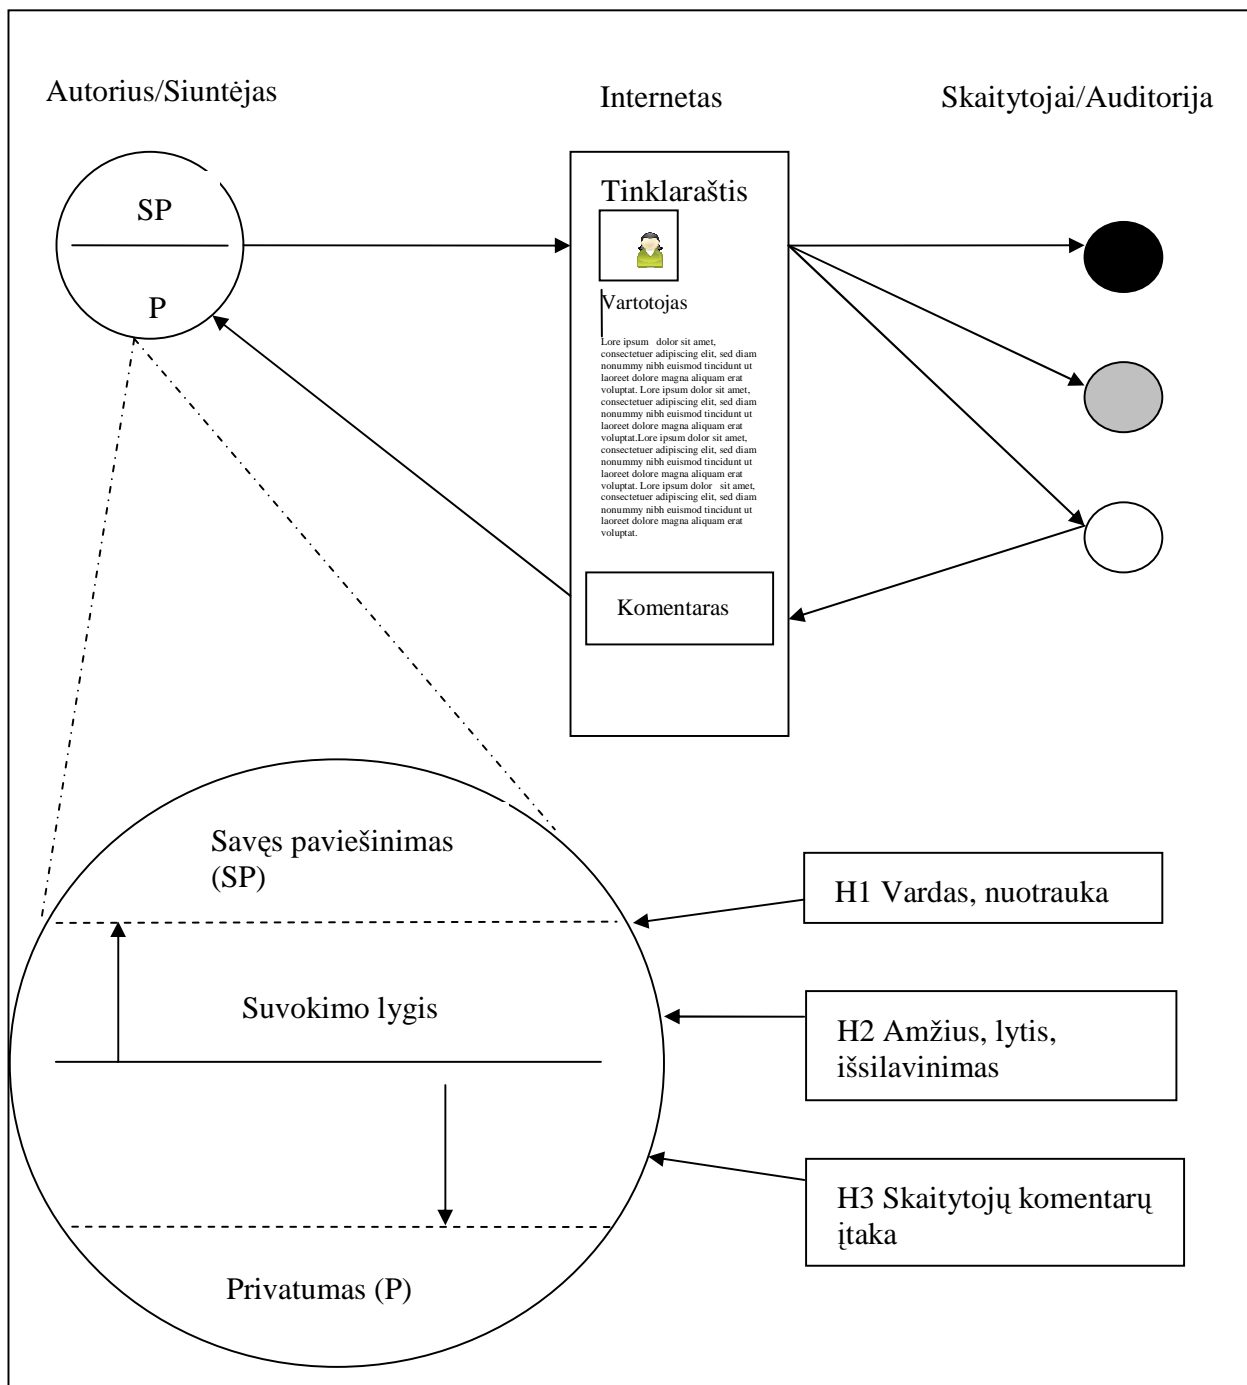 Autorius/Siuntėjas
Internetas
Skaitytojai/Auditorija
SP
P
Tinklaraštis
Vartotojas
Lore ipsum dolor sit amet,
consectetuer adipiscing elit, sed diam
nonummy nibh euismod tincidunt ut
laoreet dolore magna aliquam erat
voluptat. Lore ipsum dolor sit amet,
consectetuer adipiscing elit, sed diam
nonummy nibh euismod tincidunt ut
laoreet dolore magna aliquam erat
voluptat.Lore ipsum dolor sit amet,
consectetuer adipiscing elit, sed diam
nonummy nibh euismod tincidunt ut
laoreet dolore magna aliquam erat
voluptat. Lore ipsum dolor sit amet,
consectetuer adipiscing elit, sed diam
nonummy nibh euismod tincidunt ut
laoreet dolore magna aliquam erat
voluptat.
Komentaras
Savęs paviešinimas
(SP)
Suvokimo lygis
Privatumas (P)
H1 Vardas, nuotrauka
H2 Amžius, lytis,
išsilavinimas
H3 Skaitytojų komentarų
įtaka